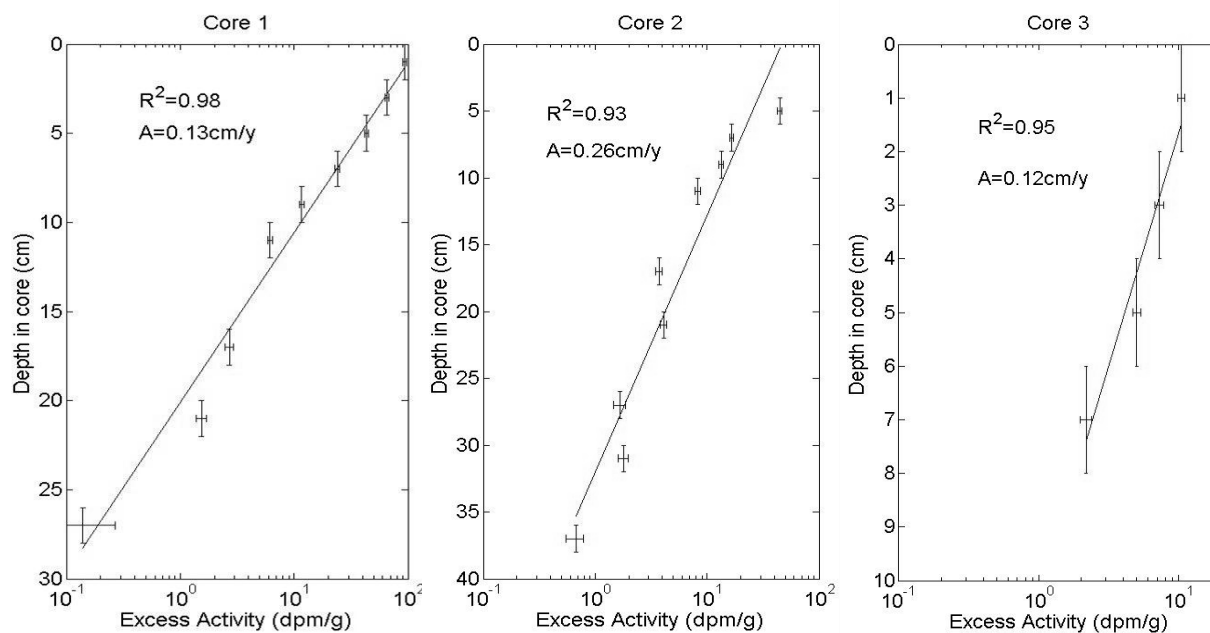 Core 1
R²=0.98
A=0.13cm/y
0
5
10
15
20
25
30
Depth in core (cm)
10⁻¹ 10⁰ 10¹ 10²
Excess Activity (dpm/g)
Core 2
R²=0.93
A=0.26cm/y
0
5
10
15
20
25
30
35
40
Depth in core (cm)
10⁻¹ 10⁰ 10¹ 10²
Excess Activity (dpm/g)
Core 3
R²=0.95
A=0.12cm/y
0
1
2
3
4
5
6
7
8
9
10
Depth in core (cm)
10⁻¹ 10⁰ 10
Excess Activity (dpm/g)